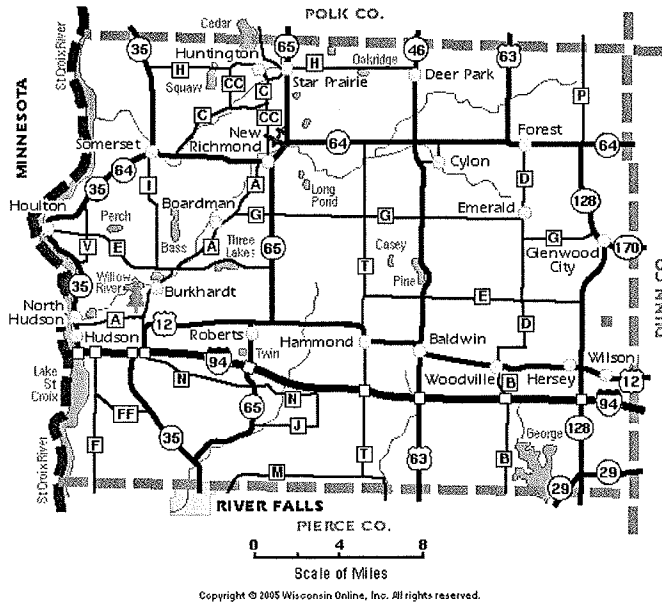 POLK CO.
Cedar
35
65
46
63
St Croix River
Huntington
H
H
Oakridge
Squaw
CC
C
Star Prairie
Deer Park
P
MINNESOTA
C
CC
New
Richmond
Forest
Somerset
64
64
Cylon
35
64
I
A
D
Long
Pond
Houlton
Boardman
G
G
Emerald
128
Perch
Bass
A
Three
Lakes
65
Casey
G
Glenwood
City
170
V
E
T
Pine
35
Willow
River
Burkhardt
E
DUNN CO.
North
Hudson
A
12
Roberts
Hammond
D
Baldwin
Hudson
94
Twin
Wilson
Lake
St
Croix
N
Woodville
B
Hersey
12
94
N
FF
65
J
35
128
F
George
T
63
B
M
29
29
St Croix River
RIVER FALLS
PIERCE CO.
0 4 8
Scale of Miles
Copyright © 2005 Wisconsin Online, Inc. All rights reserved.